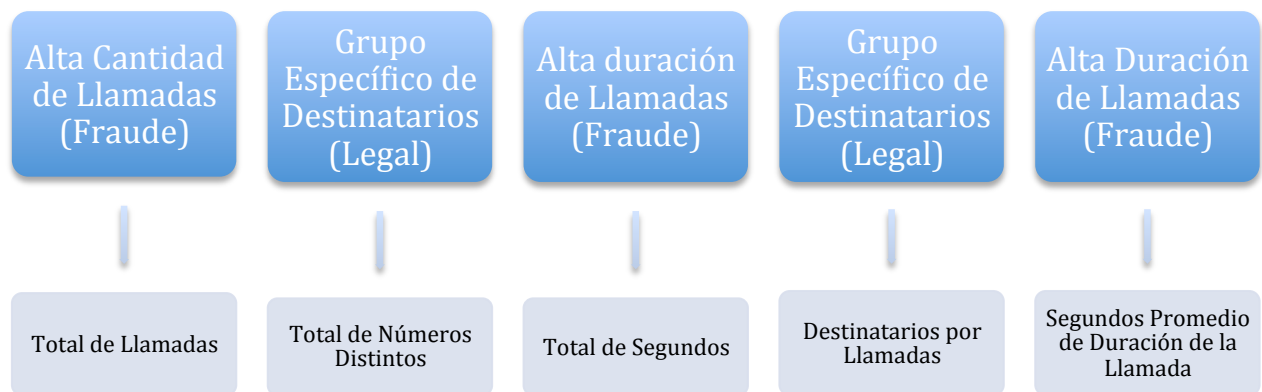 Alta Cantidad
de Llamadas
(Fraude)
Grupo
Específico de
Destinatarios
(Legal)
Alta duración
de Llamadas
(Fraude)
Grupo
Específico de
Destinatarios
(Legal)
Alta Duración
de Llamadas
(Fraude)
Total de Llamadas
Total de Números
Distintos
Total de Segundos
Destinatarios por
Llamadas
Segundos Promedio
de Duración de la
Llamada